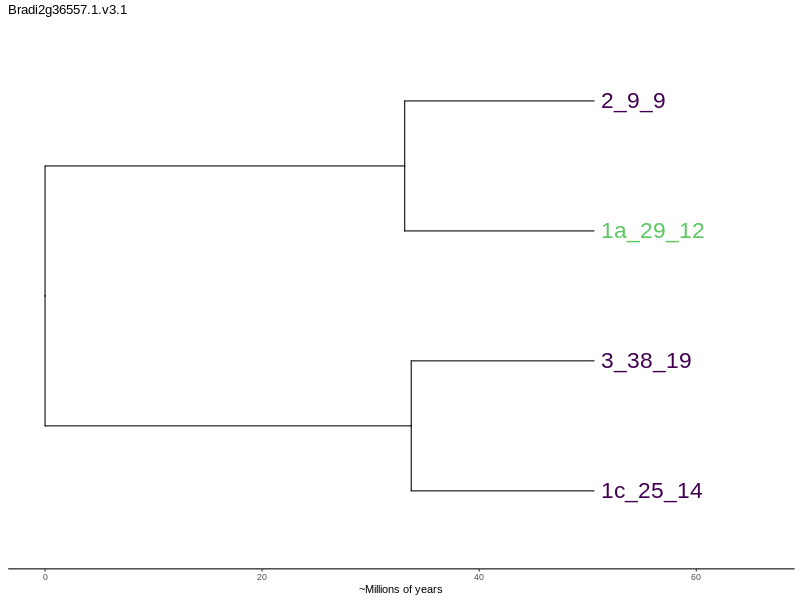 Bradi2g36557.1.v3.1
2_9_9
1a_29_12
3_38_19
1c_25_14
0 20 40 60
~Millions of years